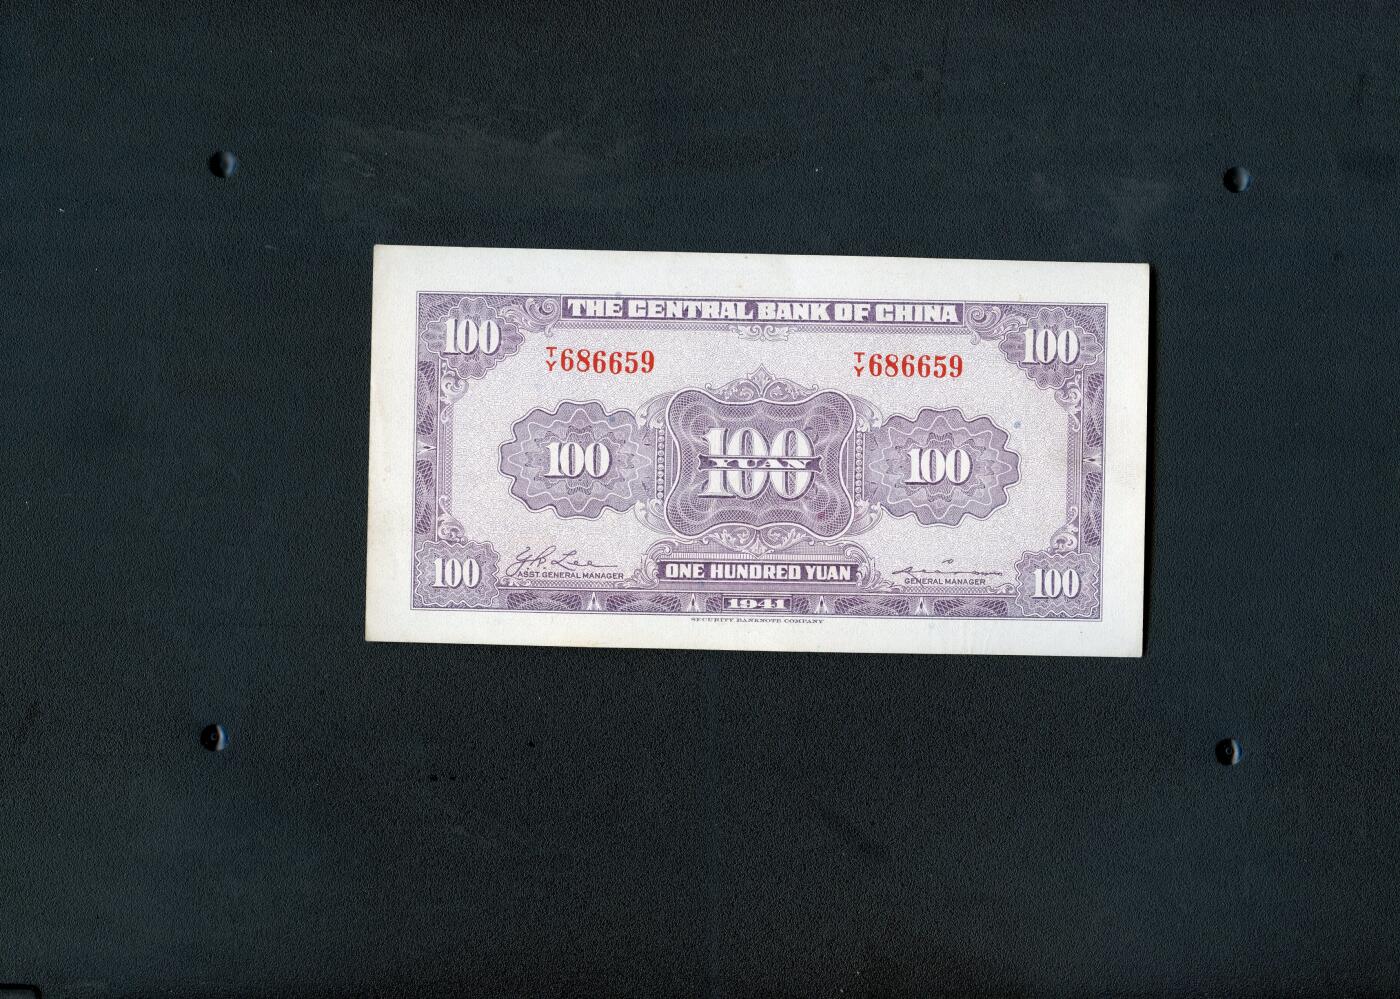 THE CENTRAL BANK OF CHINA
100 100
T/Y 686659 T/Y 686659
100 100 YUAN 100
ASST. GENERAL MANAGER GENERAL MANAGER
100 ONE HUNDRED YUAN 100
1941
SECURITY BANKNOTE COMPANY